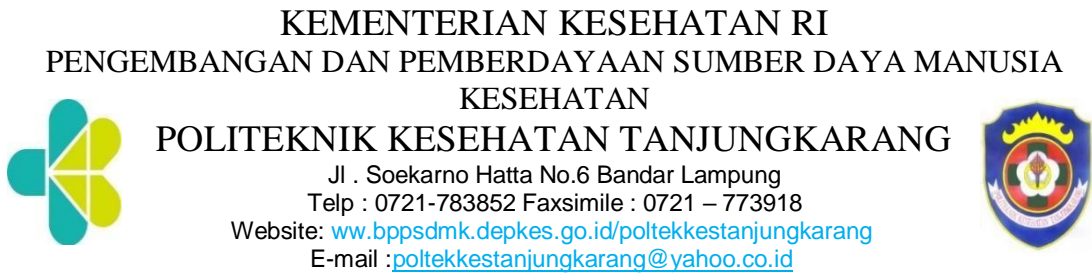 KEMENTERIAN KESEHATAN RI
PENGEMBANGAN DAN PEMBERDAYAAN SUMBER DAYA MANUSIA
KESEHATAN
POLITEKNIK KESEHATAN TANJUNGKARANG
Jl . Soekarno Hatta No.6 Bandar Lampung
Telp : 0721-783852 Faxsimile : 0721 – 773918
Website: ww.bppsdmk.depkes.go.id/poltekkestanjungkarang
E-mail :poltekkestanjungkarang@yahoo.co.id